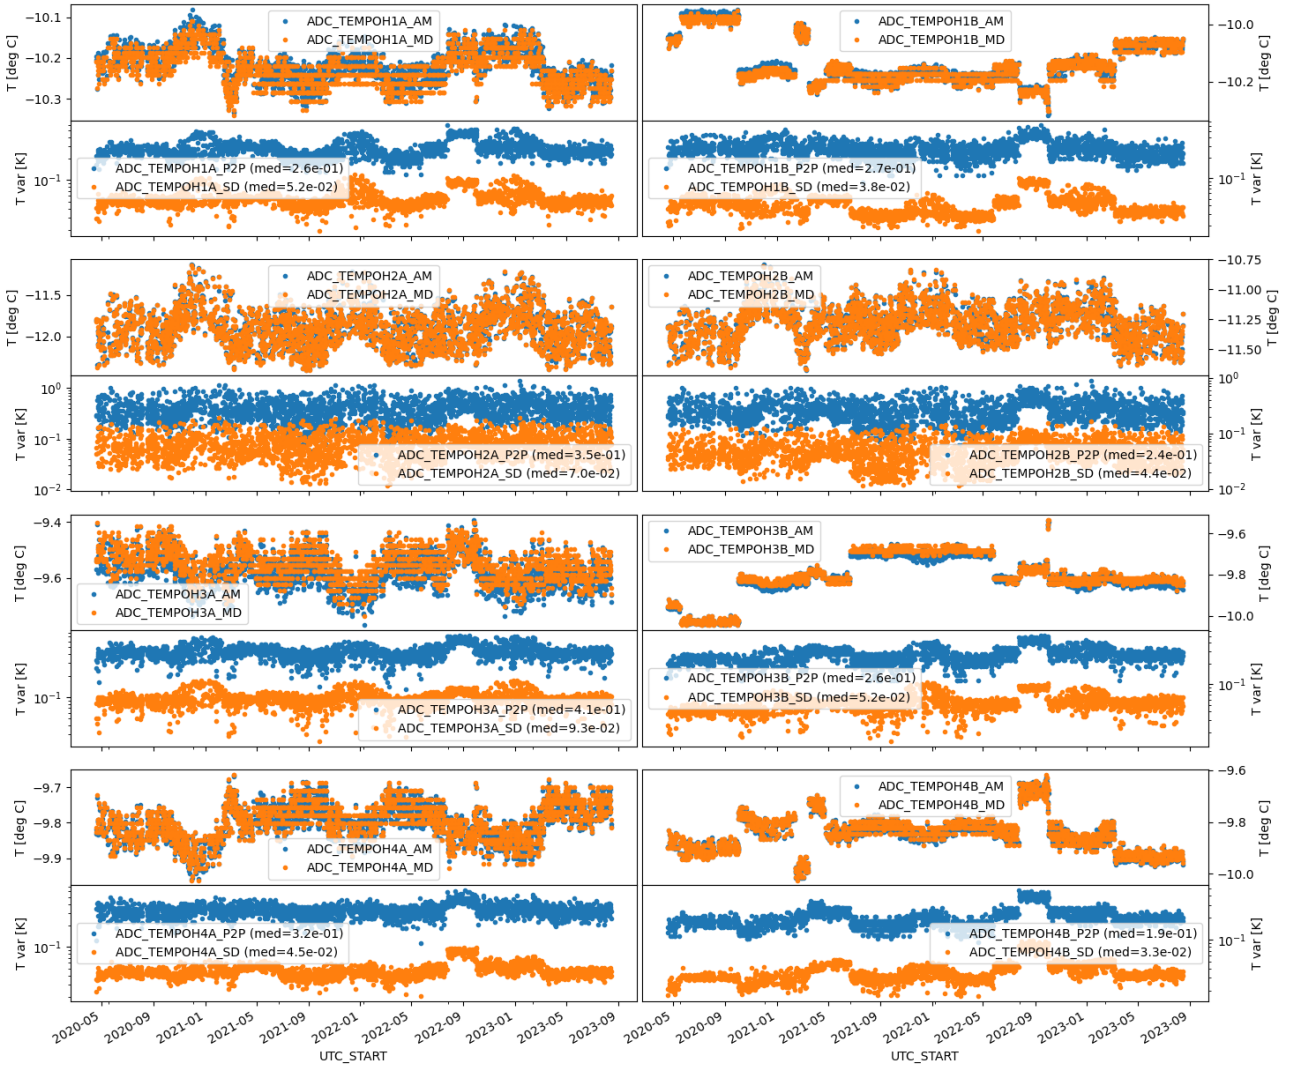 −10.1
−10.2
−10.3
T [deg C]
ADC_TEMPOH1A_AM
ADC_TEMPOH1A_MD
10⁻¹
T var [K]
ADC_TEMPOH1A_P2P (med=2.6e-01)
ADC_TEMPOH1A_SD (med=5.2e-02)
ADC_TEMPOH1B_AM
ADC_TEMPOH1B_MD
−10.0
−10.2
T [deg C]
ADC_TEMPOH1B_P2P (med=2.7e-01)
ADC_TEMPOH1B_SD (med=3.8e-02)
10⁻¹
T var [K]
2020-05 2020-09 2021-01 2021-05 2021-09 2022-01 2022-05 2022-09 2023-01 2023-05 2023-09
2020-05 2020-09 2021-01 2021-05 2021-09 2022-01 2022-05 2022-09 2023-01 2023-05 2023-09
−11.5
−12.0
T [deg C]
ADC_TEMPOH2A_AM
ADC_TEMPOH2A_MD
10⁰
10⁻¹
10⁻²
T var [K]
ADC_TEMPOH2A_P2P (med=3.5e-01)
ADC_TEMPOH2A_SD (med=7.0e-02)
ADC_TEMPOH2B_AM
ADC_TEMPOH2B_MD
−10.75
−11.00
−11.25
−11.50
T [deg C]
ADC_TEMPOH2B_P2P (med=2.4e-01)
ADC_TEMPOH2B_SD (med=4.4e-02)
10⁰
10⁻¹
10⁻²
T var [K]
−9.4
−9.6
T [deg C]
ADC_TEMPOH3A_AM
ADC_TEMPOH3A_MD
10⁻¹
T var [K]
ADC_TEMPOH3A_P2P (med=4.1e-01)
ADC_TEMPOH3A_SD (med=9.3e-02)
ADC_TEMPOH3B_AM
ADC_TEMPOH3B_MD
−9.6
−9.8
−10.0
T [deg C]
ADC_TEMPOH3B_P2P (med=2.6e-01)
ADC_TEMPOH3B_SD (med=5.2e-02)
10⁻¹
T var [K]
−9.7
−9.8
−9.9
T [deg C]
ADC_TEMPOH4A_AM
ADC_TEMPOH4A_MD
10⁻¹
T var [K]
ADC_TEMPOH4A_P2P (med=3.2e-01)
ADC_TEMPOH4A_SD (med=4.5e-02)
UTC_START
ADC_TEMPOH4B_AM
ADC_TEMPOH4B_MD
−9.6
−9.8
−10.0
T [deg C]
ADC_TEMPOH4B_P2P (med=1.9e-01)
ADC_TEMPOH4B_SD (med=3.3e-02)
10⁻¹
T var [K]
UTC_START